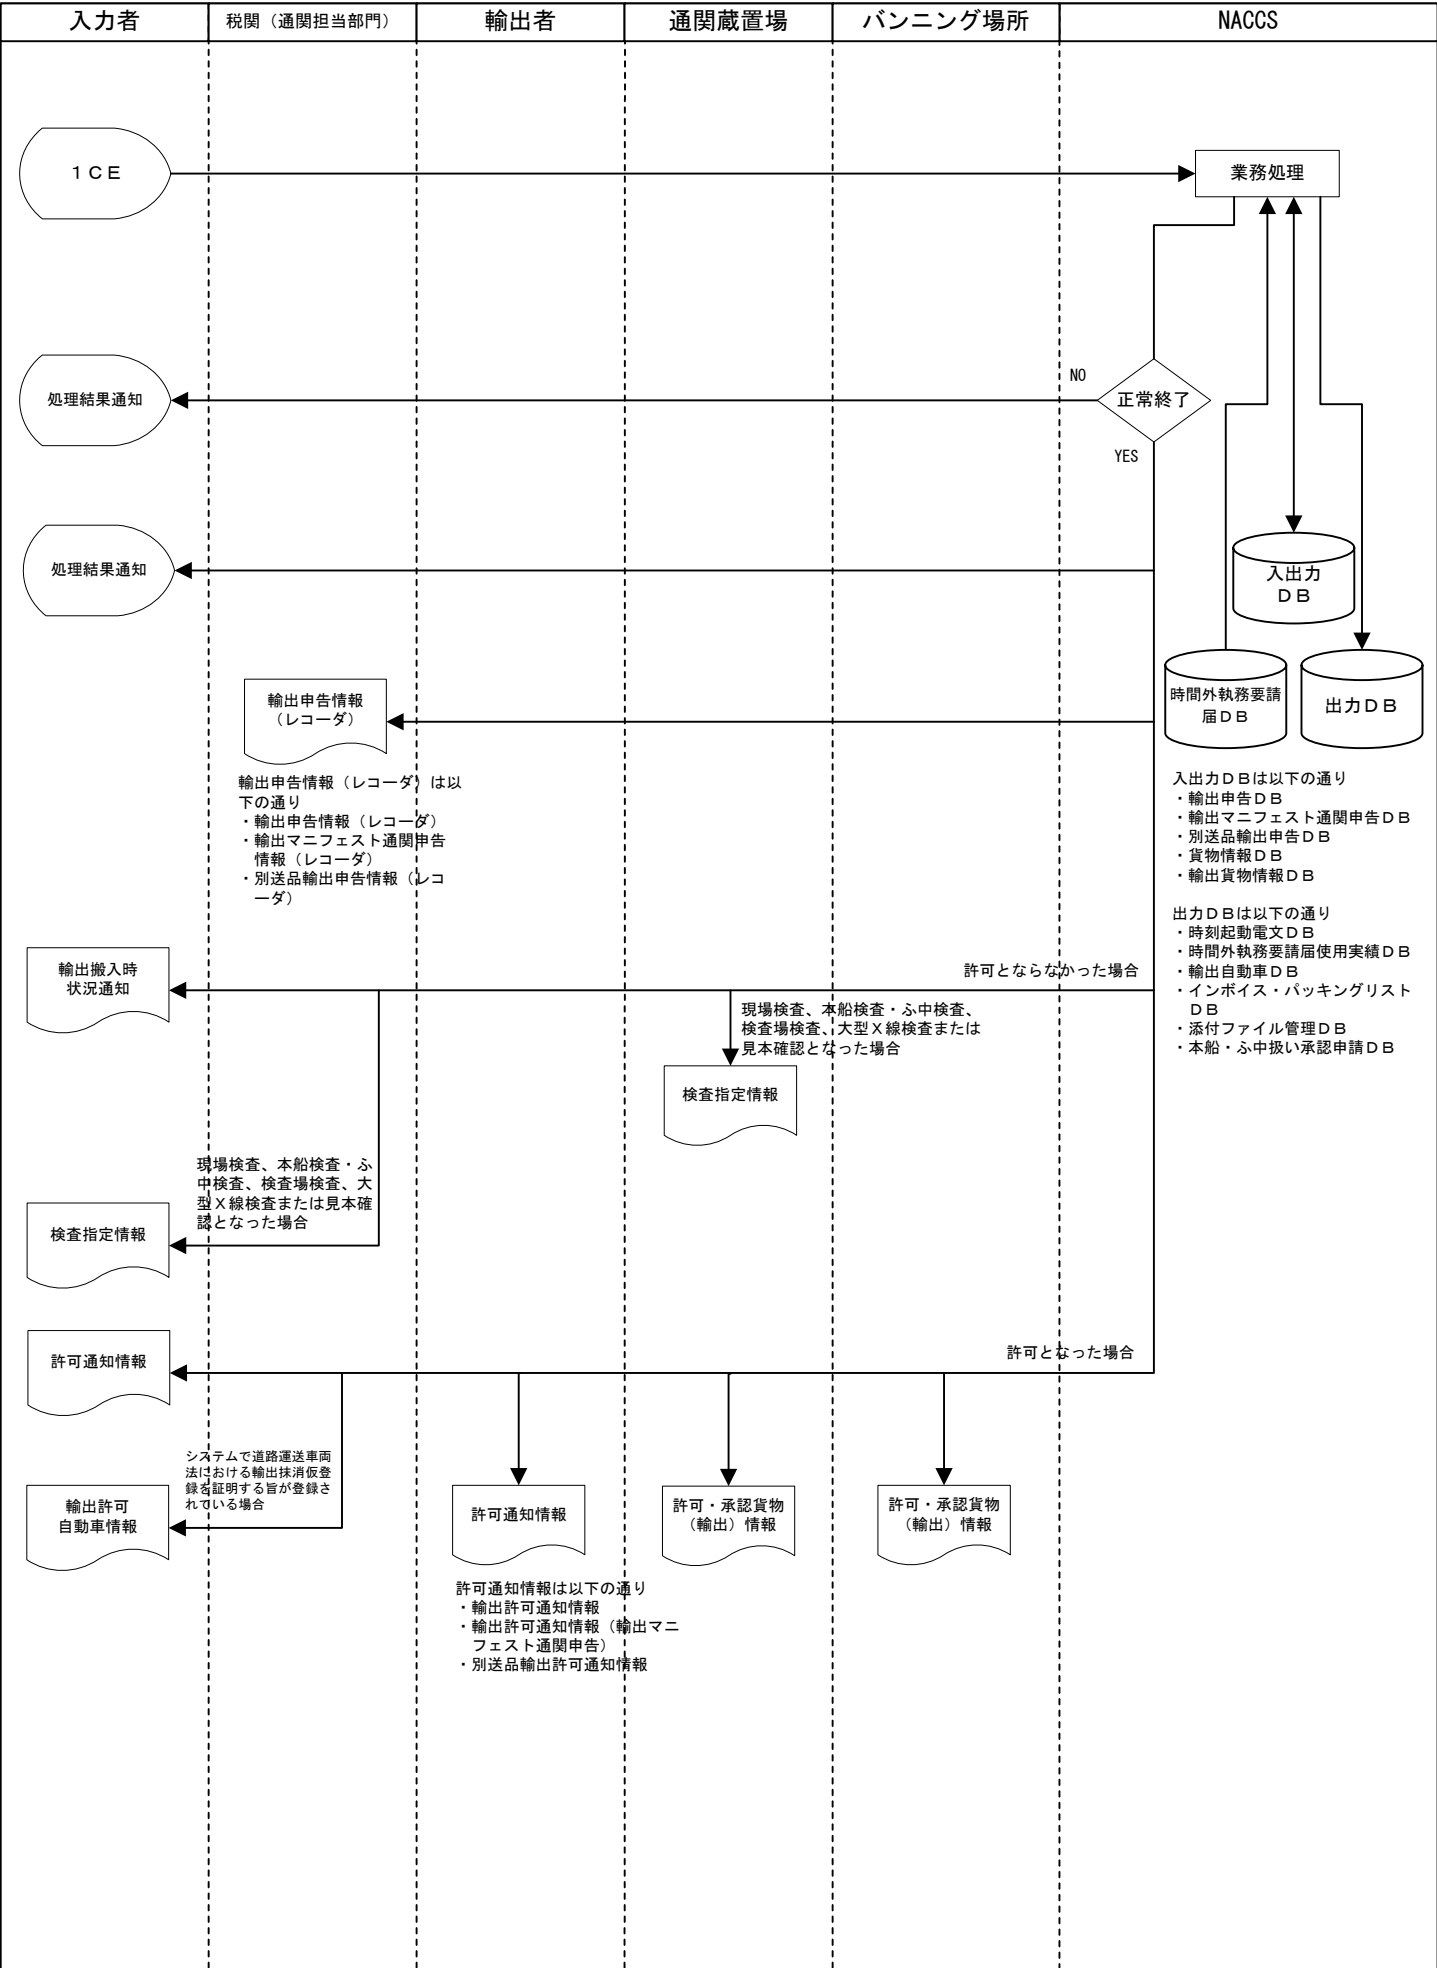 入力者
税関（通関担当部門）
輸出者
通関蔵置場
バンニング場所
NACCS
１ＣＥ
業務処理
処理結果通知
NO
正常終了
YES
処理結果通知
入出力
ＤＢ
時間外執務要請
届ＤＢ
出力ＤＢ
輸出申告情報
（レコーダ）
輸出申告情報（レコーダ）は以
下の通り
・輸出申告情報（レコーダ）
・輸出マニフェスト通関申告
情報（レコーダ）
・別送品輸出申告情報（レコ
ーダ）
入出力ＤＢは以下の通り
・輸出申告ＤＢ
・輸出マニフェスト通関申告ＤＢ
・別送品輸出申告ＤＢ
・貨物情報ＤＢ
・輸出貨物情報ＤＢ
出力ＤＢは以下の通り
・時刻起動電文ＤＢ
・時間外執務要請届使用実績ＤＢ
・輸出自動車ＤＢ
・インボイス・パッキングリスト
ＤＢ
・添付ファイル管理ＤＢ
・本船・ふ中扱い承認申請ＤＢ
輸出搬入時
状況通知
許可とならなかった場合
現場検査、本船検査・ふ中検査、
検査場検査、大型Ｘ線検査または
見本確認となった場合
検査指定情報
現場検査、本船検査・ふ
中検査、検査場検査、大
型Ｘ線検査または見本確
認となった場合
検査指定情報
許可通知情報
許可となった場合
システムで道路運送車両
法における輸出抹消仮登
録を証明する旨が登録さ
れている場合
輸出許可
自動車情報
許可通知情報
許可・承認貨物
（輸出）情報
許可・承認貨物
（輸出）情報
許可通知情報は以下の通り
・輸出許可通知情報
・輸出許可通知情報（輸出マニ
フェスト通関申告）
・別送品輸出許可通知情報